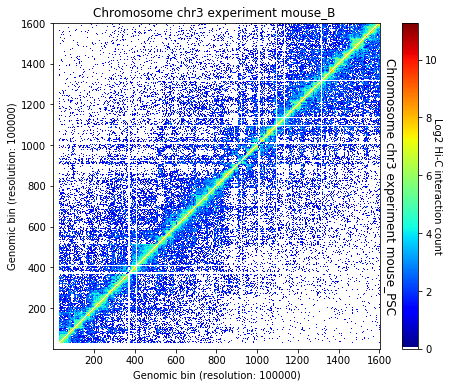 Chromosome chr3 experiment mouse_B
1600
1400
1200
1000
800
600
400
200
Genomic bin (resolution: 100000)
200 400 600 800 1000 1200 1400 1600
Genomic bin (resolution: 100000)
Chromosome chr3 experiment mouse_PSC
10
8
6
4
2
0
Log2 Hi-C interaction count